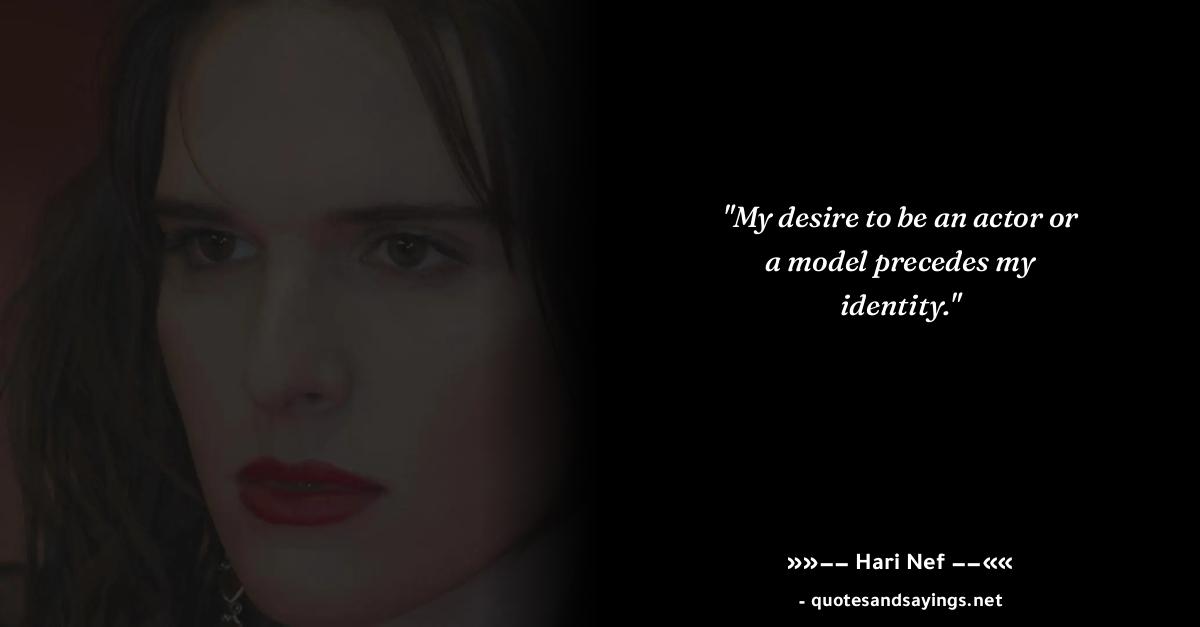 "My desire to be an actor or
a model precedes my
identity."
»»−− Hari Nef −−««
- quotesandsayings.net